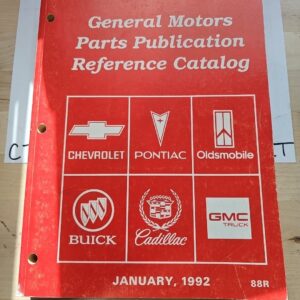 General Motors
Parts Publication
Reference Catalog
CHEVROLET
PONTIAC
Oldsmobile
BUICK
Cadillac
GMC
TRUCK
JANUARY, 1992
88R